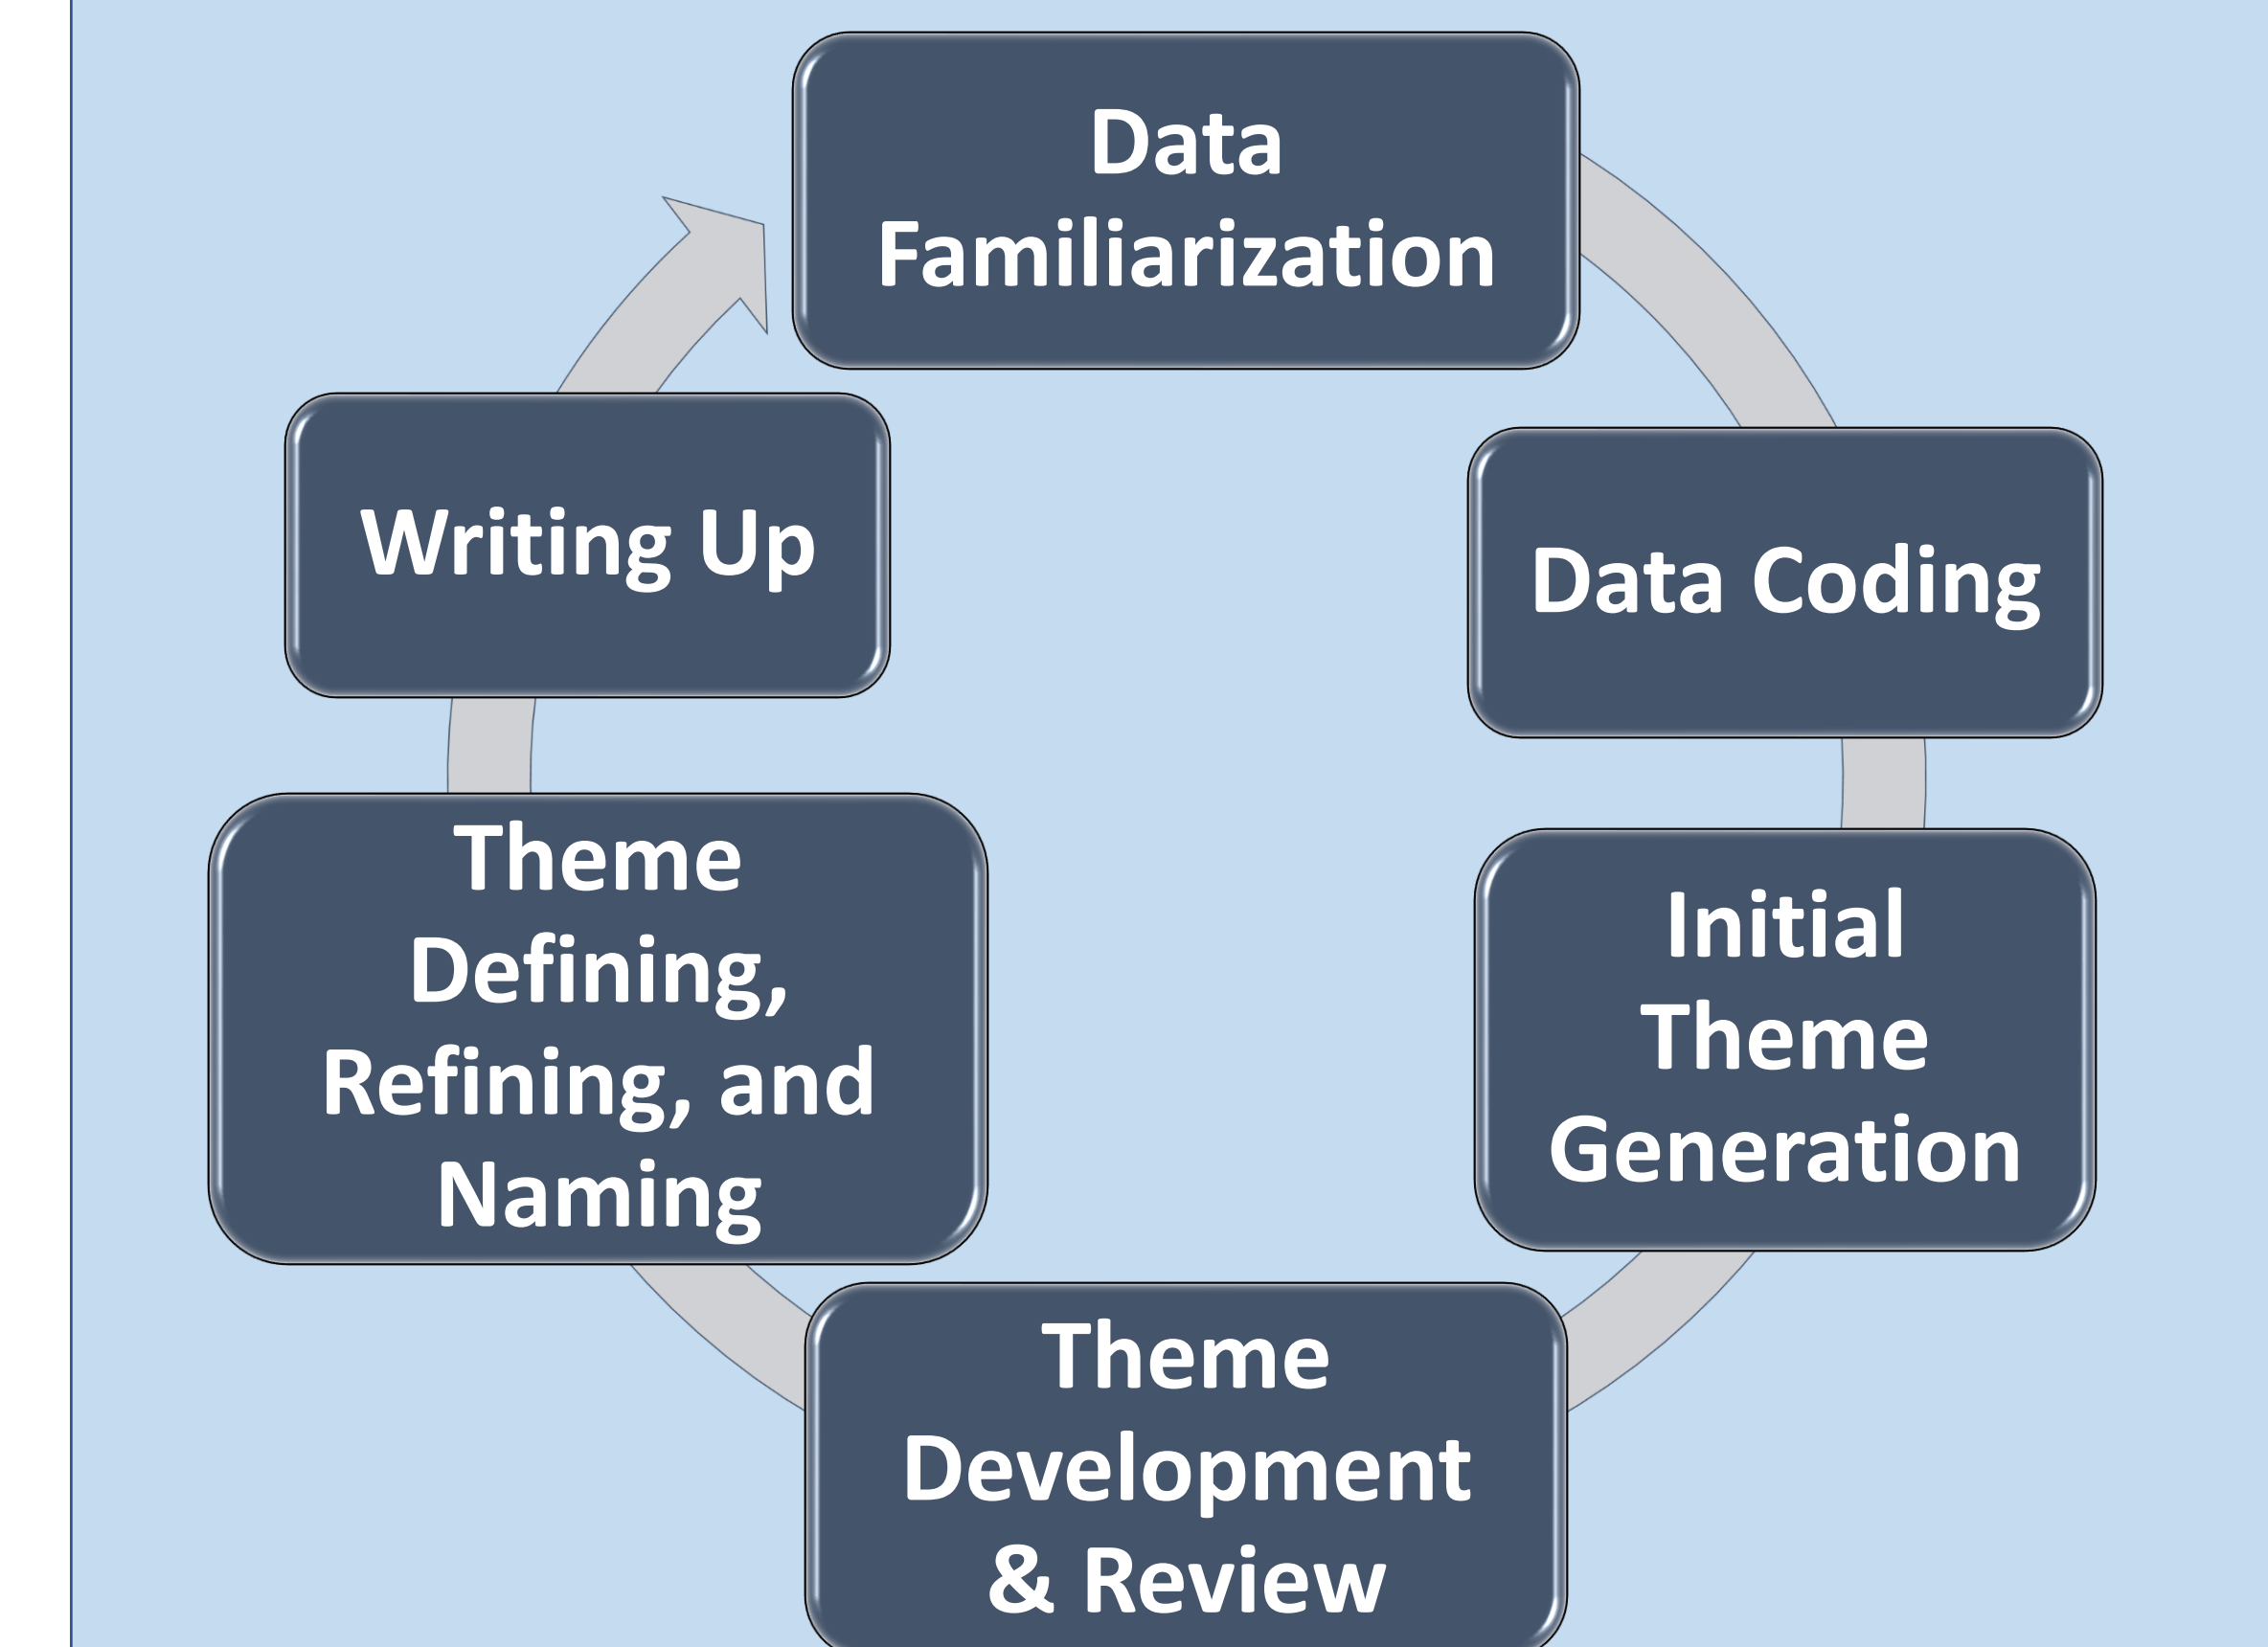 Data
Familiarization
Data Coding
Initial
Theme
Generation
Theme
Development
& Review
Theme
Defining,
Refining, and
Naming
Writing Up